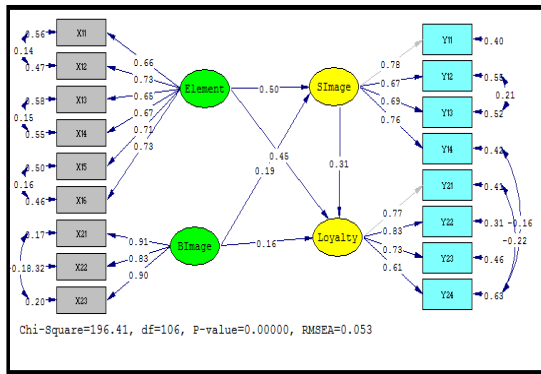 0.56 X11
0.14
0.47 X12
0.58 X13
0.15
0.55 X14
0.50 X15
0.16
0.46 X16
0.17 X21
-0.18 0.32 X22
0.20 X23
0.66
0.73
0.65
0.67
0.71
0.73
0.91
0.83
0.90
Element
BImage
0.50
0.45
0.19
0.16
SImage
0.31
Loyalty
0.78
0.67
0.69
0.76
0.77
0.83
0.73
0.61
Y11 0.40
Y12 0.55
0.21
Y13 0.52
Y14 0.42
Y21 0.41
Y22 0.31 -0.16
-0.22
Y23 0.46
Y24 0.63
Chi-Square=196.41, df=106, P-value=0.00000, RMSEA=0.053